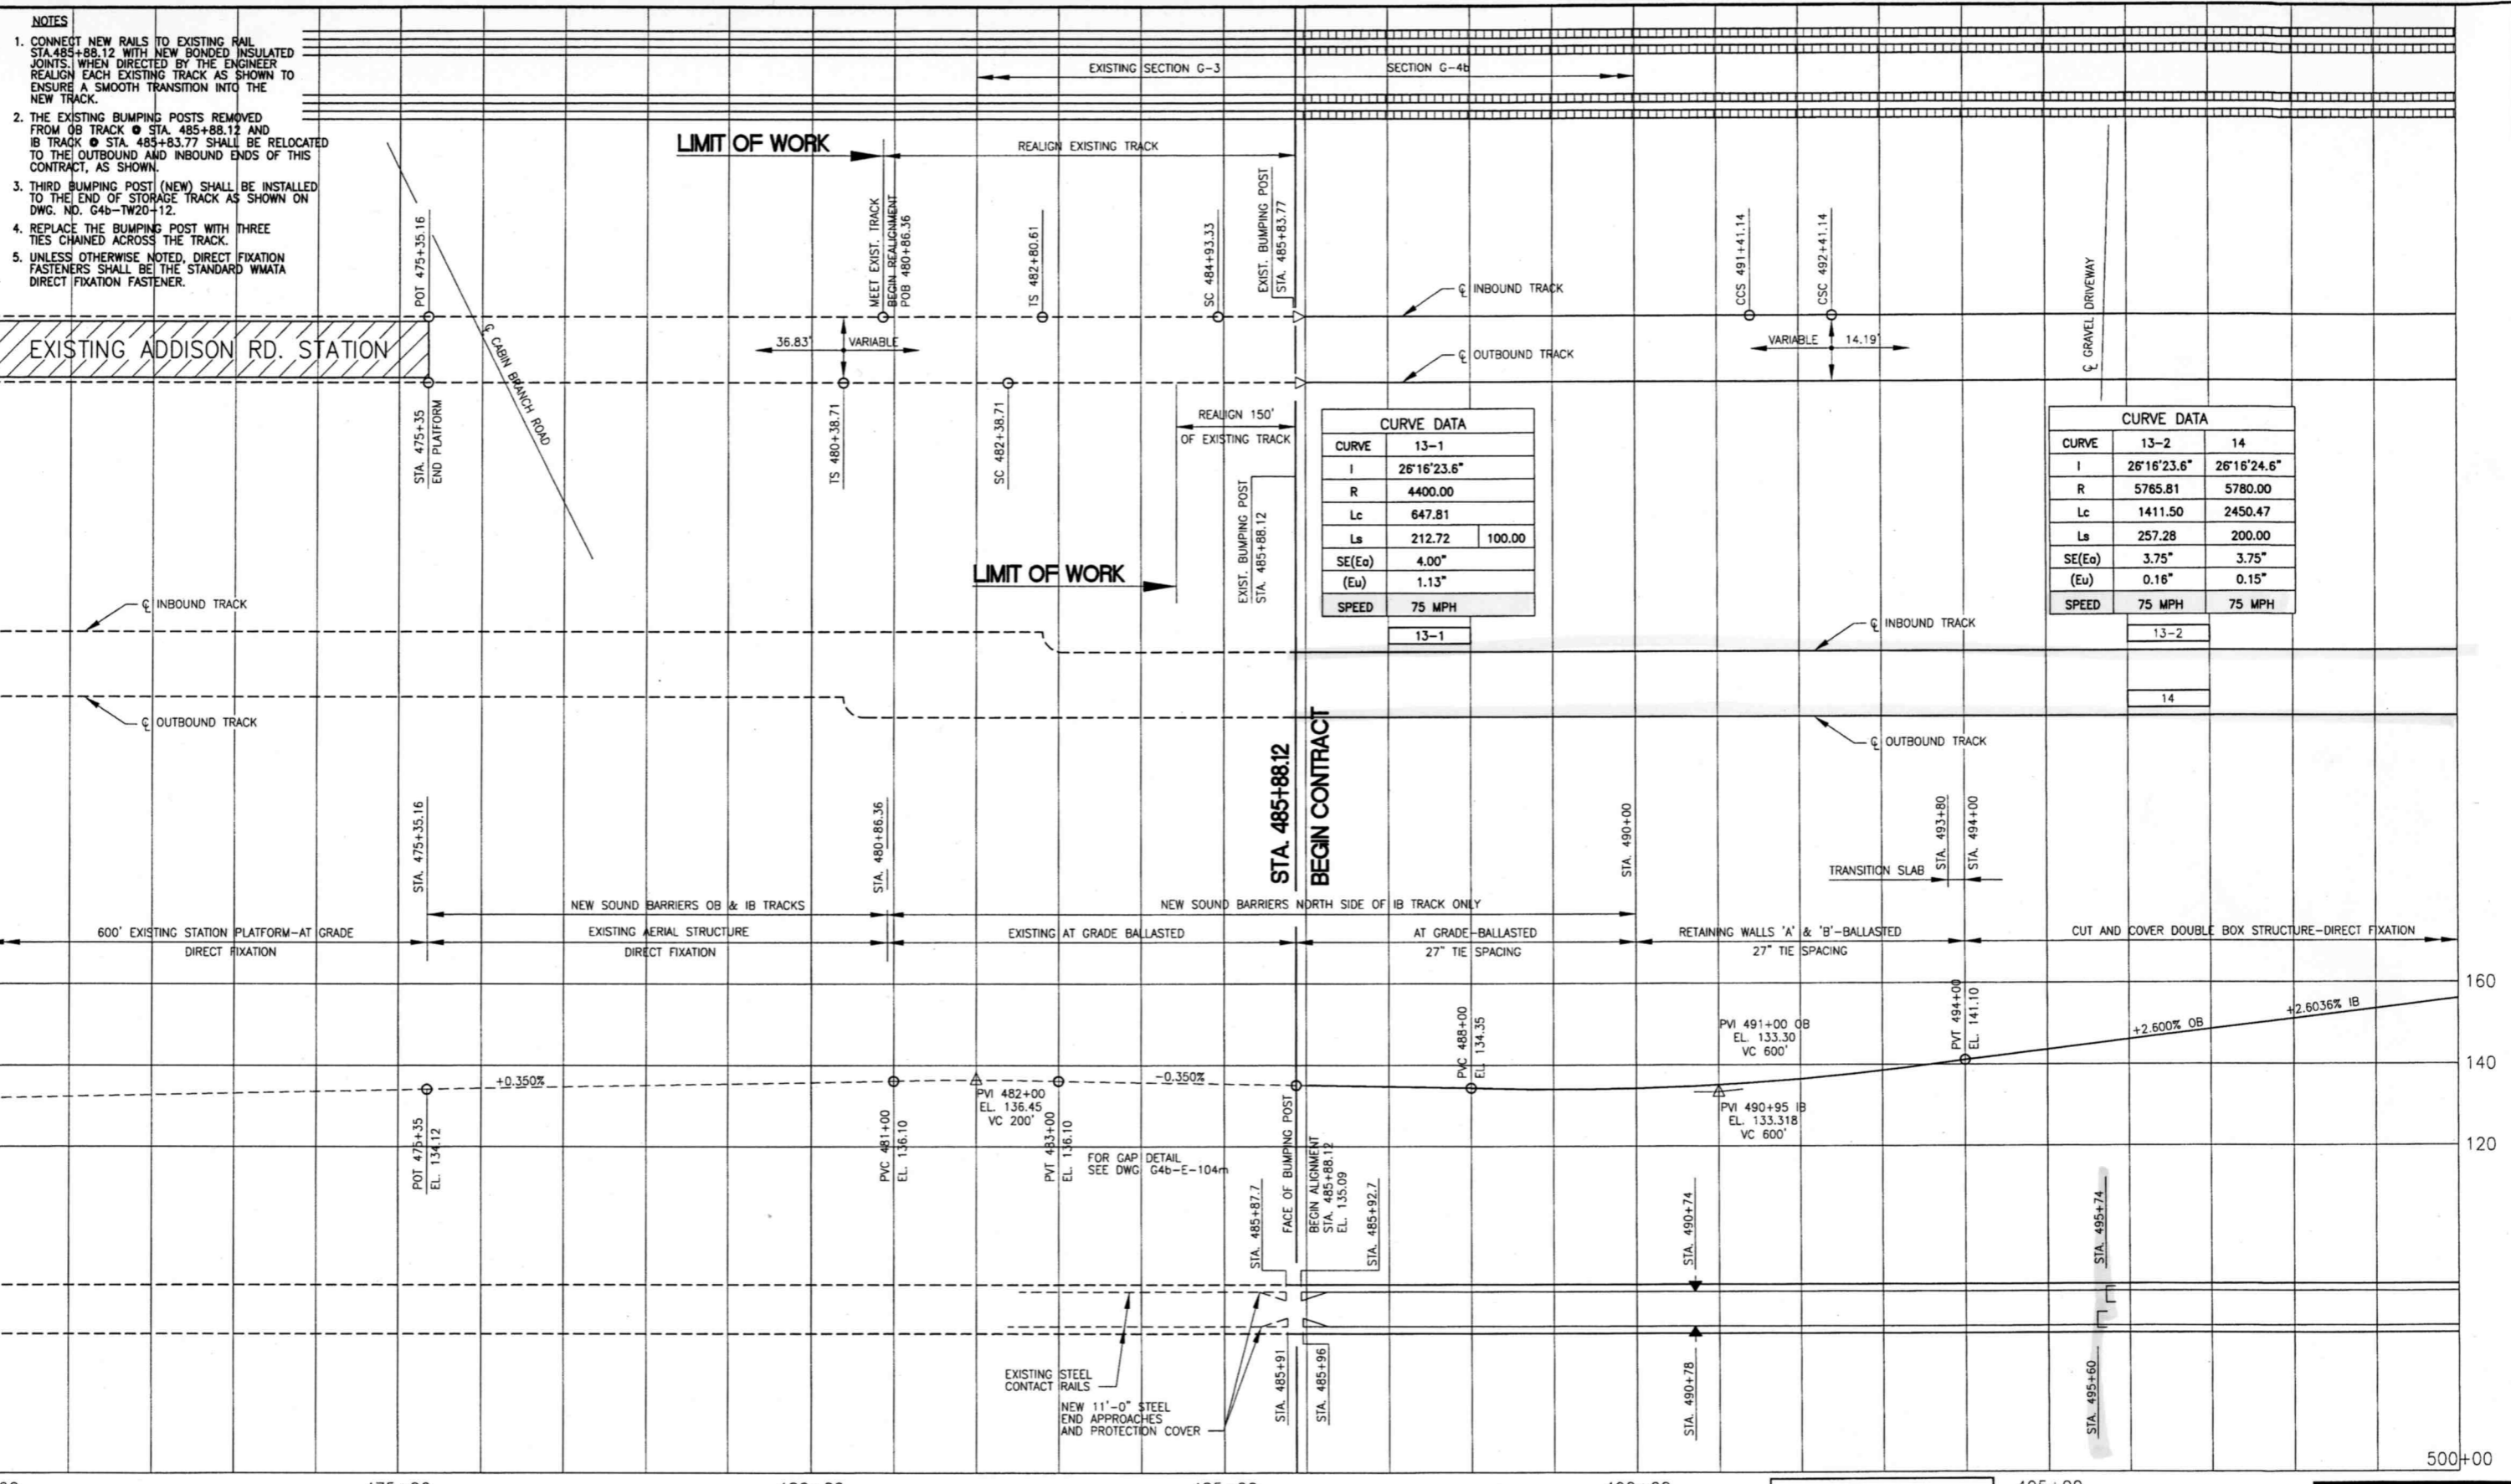 NOTES
1. CONNECT NEW RAILS TO EXISTING RAIL
STA.485+88.12 WITH NEW BONDED INSULATED
JOINTS. WHEN DIRECTED BY THE ENGINEER
REALIGN EACH EXISTING TRACK AS SHOWN TO
ENSURE A SMOOTH TRANSITION INTO THE
NEW TRACK.
2. THE EXISTING BUMPING POSTS REMOVED
FROM OB TRACK @ STA. 485+88.12 AND
IB TRACK @ STA. 485+83.77 SHALL BE RELOCATED
TO THE OUTBOUND AND INBOUND ENDS OF THIS
CONTRACT, AS SHOWN.
3. THIRD BUMPING POST (NEW) SHALL BE INSTALLED
TO THE END OF STORAGE TRACK AS SHOWN ON
DWG. NO. G4b-TW20-12.
4. REPLACE THE BUMPING POST WITH THREE
TIES CHAINED ACROSS THE TRACK.
5. UNLESS OTHERWISE NOTED, DIRECT FIXATION
FASTENERS SHALL BE THE STANDARD WMATA
DIRECT FIXATION FASTENER.
EXISTING SECTION G-3
SECTION G-4b
LIMIT OF WORK
REALIGN EXISTING TRACK
POT 475+35.16
MEET EXIST. TRACK
BEGIN REALIGNMENT
POB 480+86.36
TS 482+80.61
SC 484+93.33
EXIST. BUMPING POST
STA. 485+83.77
CCS 491+41.14
CSC 492+41.14
℄ GRAVEL DRIVEWAY
℄ INBOUND TRACK
EXISTING ADDISON RD. STATION
℄ CABIN BRANCH ROAD
36.83'
VARIABLE
℄ OUTBOUND TRACK
VARIABLE
14.19'
STA. 475+35
END PLATFORM
TS 480+38.71
SC 482+38.71
REALIGN 150'
OF EXISTING TRACK
EXIST. BUMPING POST
STA. 485+88.12
LIMIT OF WORK
CURVE DATA
CURVE 13-1
I 26°16'23.6"
R 4400.00
Lc 647.81
Ls 212.72 100.00
SE(Ea) 4.00"
(Eu) 1.13"
SPEED 75 MPH
13-1
CURVE DATA
CURVE 13-2 14
I 26°16'23.6" 26°16'24.6"
R 5765.81 5780.00
Lc 1411.50 2450.47
Ls 257.28 200.00
SE(Ea) 3.75" 3.75"
(Eu) 0.16" 0.15"
SPEED 75 MPH 75 MPH
13-2
14
℄ INBOUND TRACK
℄ OUTBOUND TRACK
℄ INBOUND TRACK
℄ OUTBOUND TRACK
STA. 485+88.12
BEGIN CONTRACT
STA. 475+35.16
STA. 480+86.36
STA. 490+00
STA. 493+80
STA. 494+00
TRANSITION SLAB
NEW SOUND BARRIERS OB & IB TRACKS
NEW SOUND BARRIERS NORTH SIDE OF IB TRACK ONLY
600' EXISTING STATION PLATFORM-AT GRADE
DIRECT FIXATION
EXISTING AERIAL STRUCTURE
DIRECT FIXATION
EXISTING AT GRADE BALLASTED
AT GRADE-BALLASTED
27" TIE SPACING
RETAINING WALLS 'A' & 'B'-BALLASTED
27" TIE SPACING
CUT AND COVER DOUBLE BOX STRUCTURE-DIRECT FIXATION
160
140
120
+0.350%
-0.350%
+2.600% OB
+2.6036% IB
POT 475+35
EL. 134.12
PVC 481+00
EL. 136.10
PVI 482+00
EL. 136.45
VC 200'
PVT 483+00
EL. 136.10
PVC 488+00
EL. 134.35
PVI 491+00 OB
EL. 133.30
VC 600'
PVI 490+95 IB
EL. 133.318
VC 600'
PVT 494+00
EL. 141.10
FOR GAP DETAIL
SEE DWG G4b-E-104m
STA. 485+87.7
FACE OF BUMPING POST
BEGIN ALIGNMENT
STA. 485+88.12
EL. 135.09
STA. 485+92.7
STA. 490+74
STA. 495+74
EXISTING STEEL
CONTACT RAILS
NEW 11'-0" STEEL
END APPROACHES
AND PROTECTION COVER
STA. 485+91
STA. 485+96
STA. 490+78
STA. 495+60
500+00